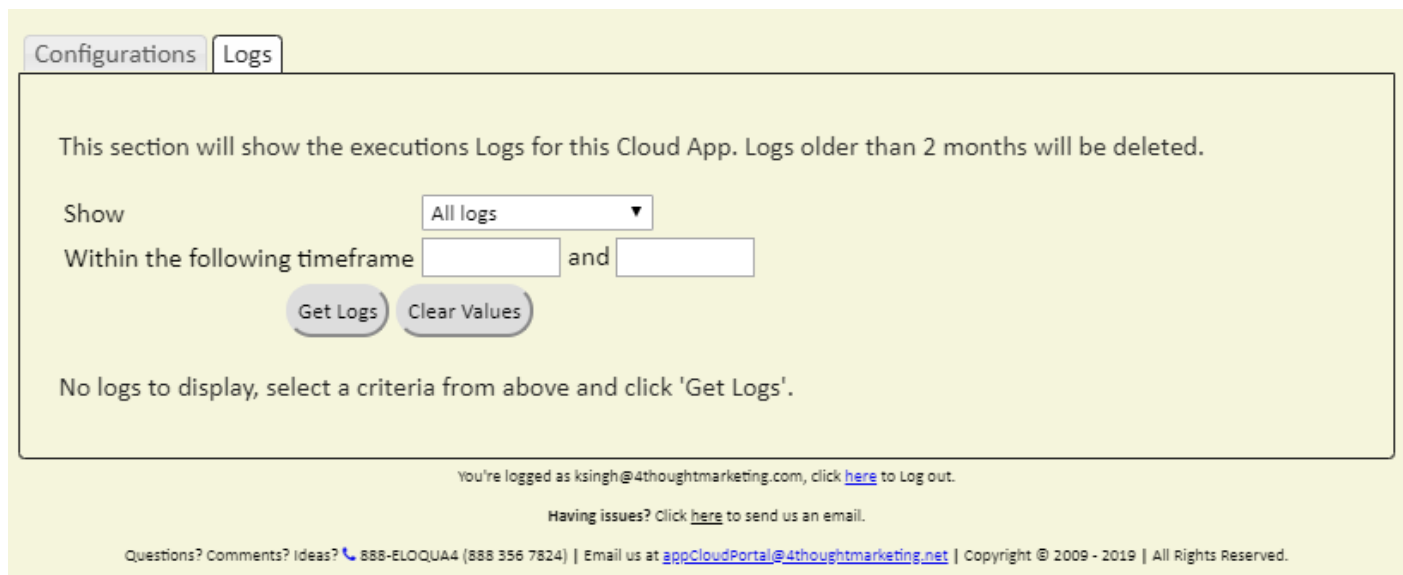 Configurations Logs
This section will show the executions Logs for this Cloud App. Logs older than 2 months will be deleted.
Show All logs ▼
Within the following timeframe and
Get Logs Clear Values
No logs to display, select a criteria from above and click 'Get Logs'.
You're logged as ksingh@4thoughtmarketing.com, click here to Log out.
Having issues? Click here to send us an email.
Questions? Comments? Ideas? 888-ELOQUA4 (888 356 7824) | Email us at appCloudPortal@4thoughtmarketing.net | Copyright © 2009 - 2019 | All Rights Reserved.